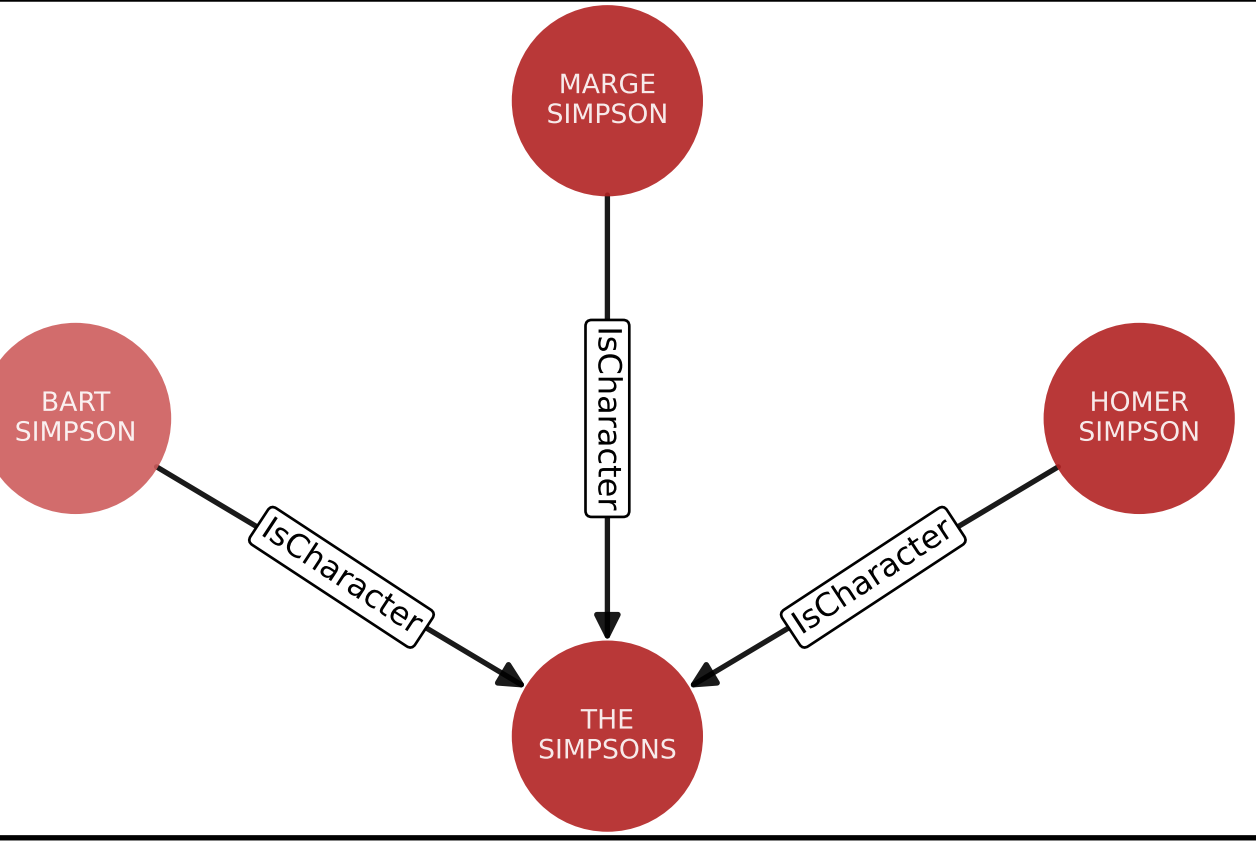 MARGE
SIMPSON
IsCharacter
BART
SIMPSON
HOMER
SIMPSON
IsCharacter
IsCharacter
THE
SIMPSONS